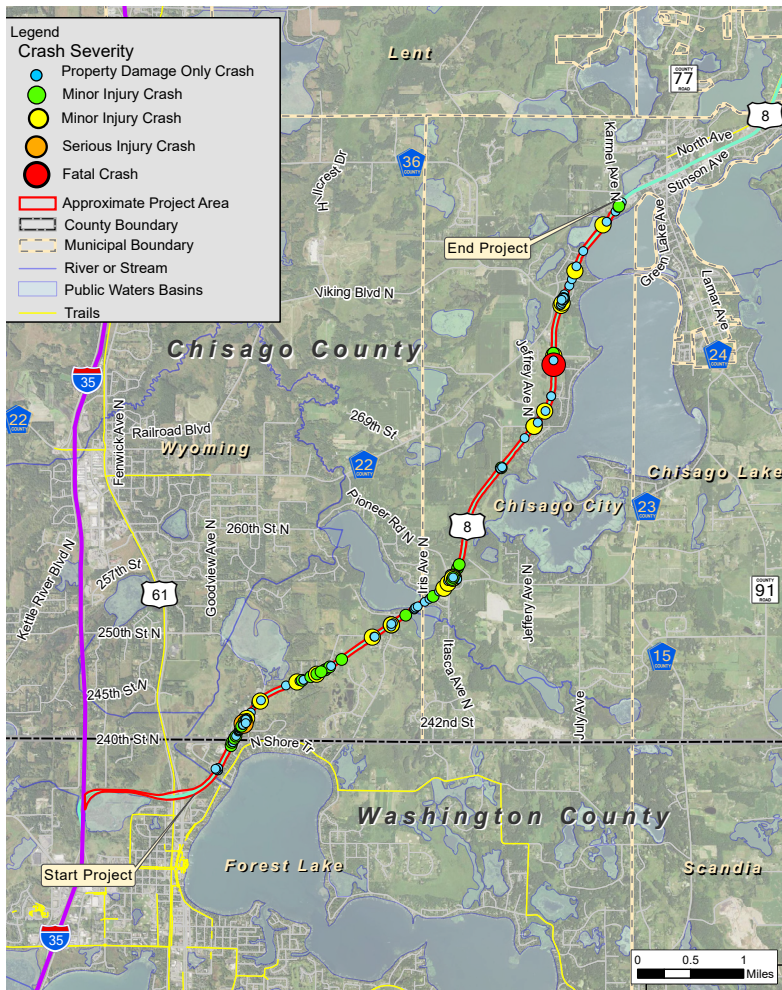 Legend
Crash Severity
Property Damage Only Crash
Minor Injury Crash
Minor Injury Crash
Serious Injury Crash
Fatal Crash
Approximate Project Area
County Boundary
Municipal Boundary
River or Stream
Public Waters Basins
Trails
Lent
COUNTY
77
ROAD
8
North Ave
Stinson Ave
Karmel Ave N
36
COUNTY
H llcrest Dr
End Project
Green Lake Ave
Lamar Ave
Viking Blvd N
Chisago County
24
COUNTY
35
Jeffrey Ave N
22
COUNTY
Fenwick Ave N
Railroad Blvd
Wyoming
269th St
22
COUNTY
Chisago Lake
Pioneer Rd N
Chisago City
23
COUNTY
260th St N
8
Goodview Ave N
Kettle River Blvd N
257th St
61
Iris Ave N
Jeffery Ave N
COUNTY
91
ROAD
250th St N
Itasca Ave N
15
COUNTY
245th St N
July Ave
242nd St
240th St N
N Shore Tr
Washington County
Forest Lake
Scandia
Start Project
35
0 0.5 1
Miles